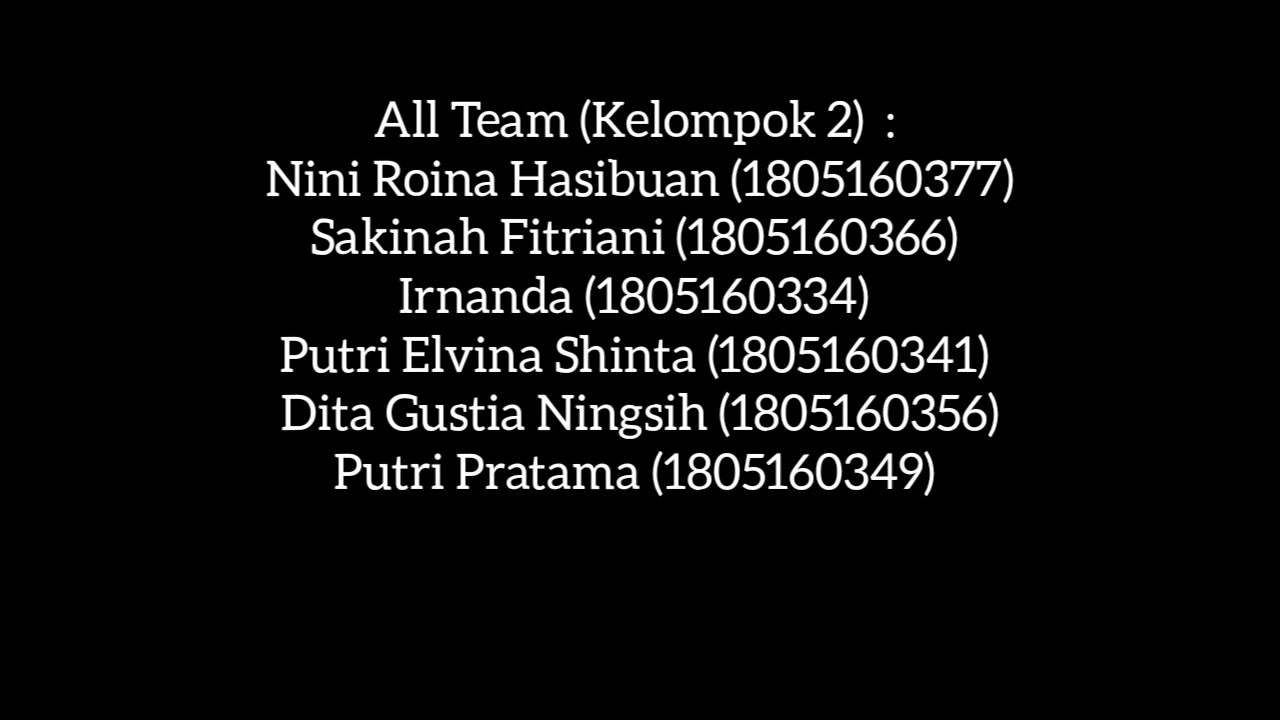 All Team (Kelompok 2) :
Nini Roina Hasibuan (1805160377)
Sakinah Fitriani (1805160366)
Irnanda (1805160334)
Putri Elvina Shinta (1805160341)
Dita Gustia Ningsih (1805160356)
Putri Pratama (1805160349)